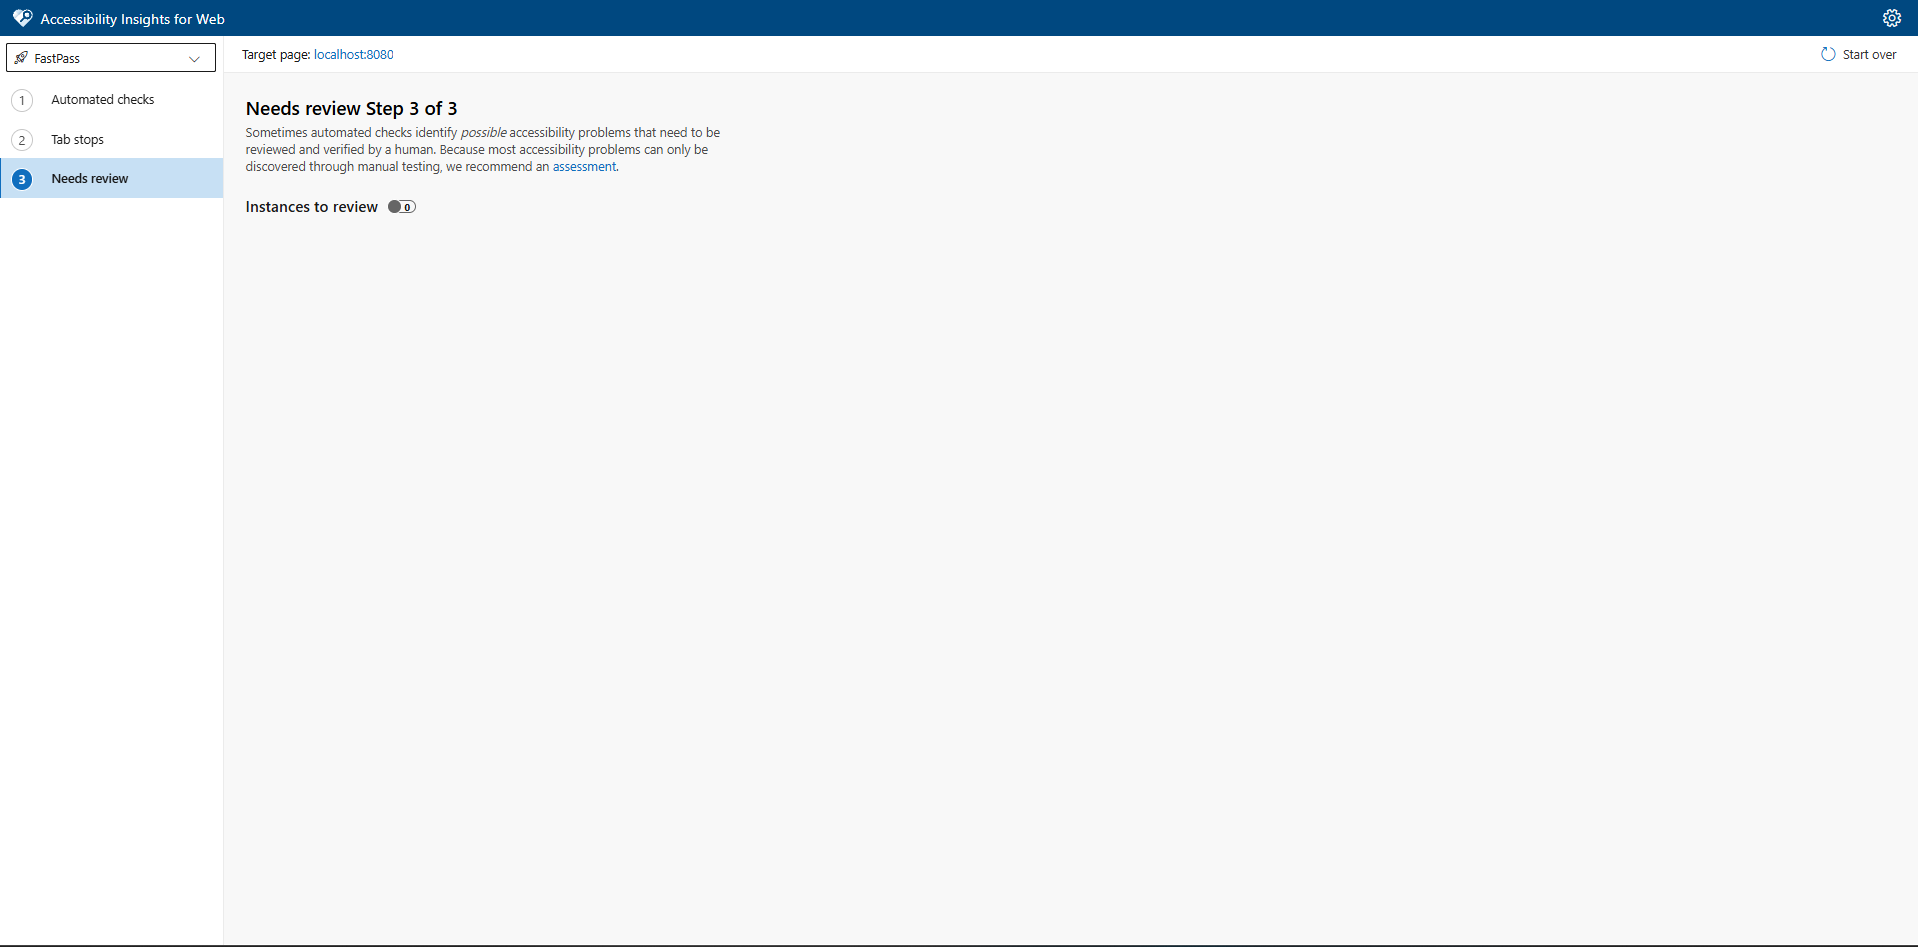 Accessibility Insights for Web
FastPass
Target page: localhost:8080
Start over
1 Automated checks
2 Tab stops
3 Needs review
Needs review Step 3 of 3
Sometimes automated checks identify possible accessibility problems that need to be
reviewed and verified by a human. Because most accessibility problems can only be
discovered through manual testing, we recommend an assessment.
Instances to review 0